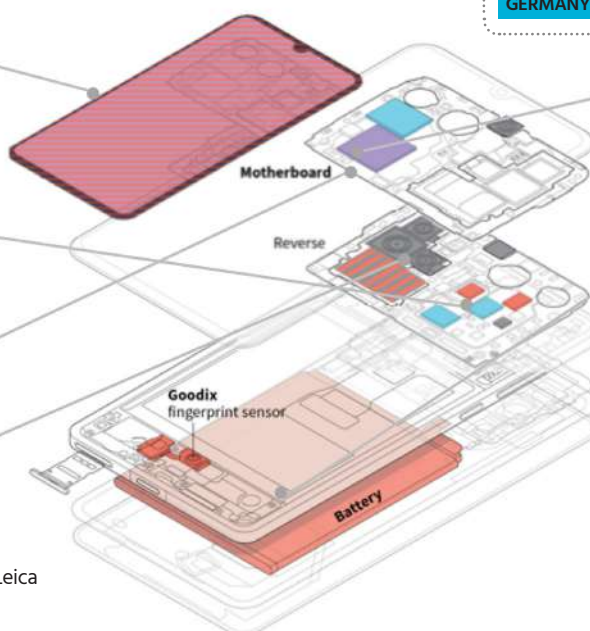 GERMANY
Motherboard
Reverse
Goodix
fingerprint sensor
Battery
Leica